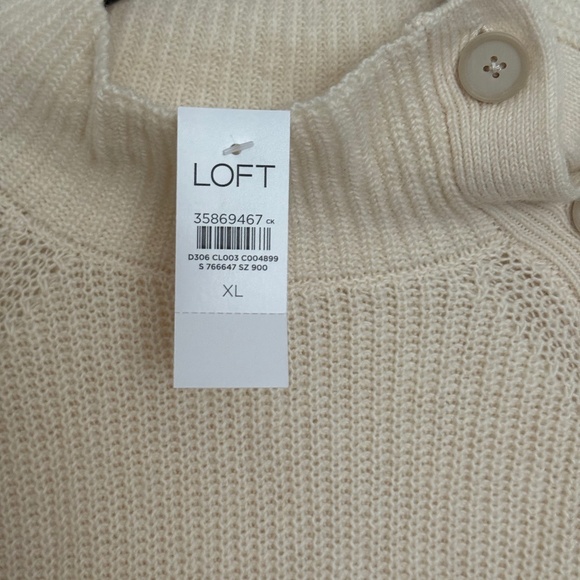 LOFT
35869467 CK
D306 CL003 C004899
S 766647 SZ 900
XL